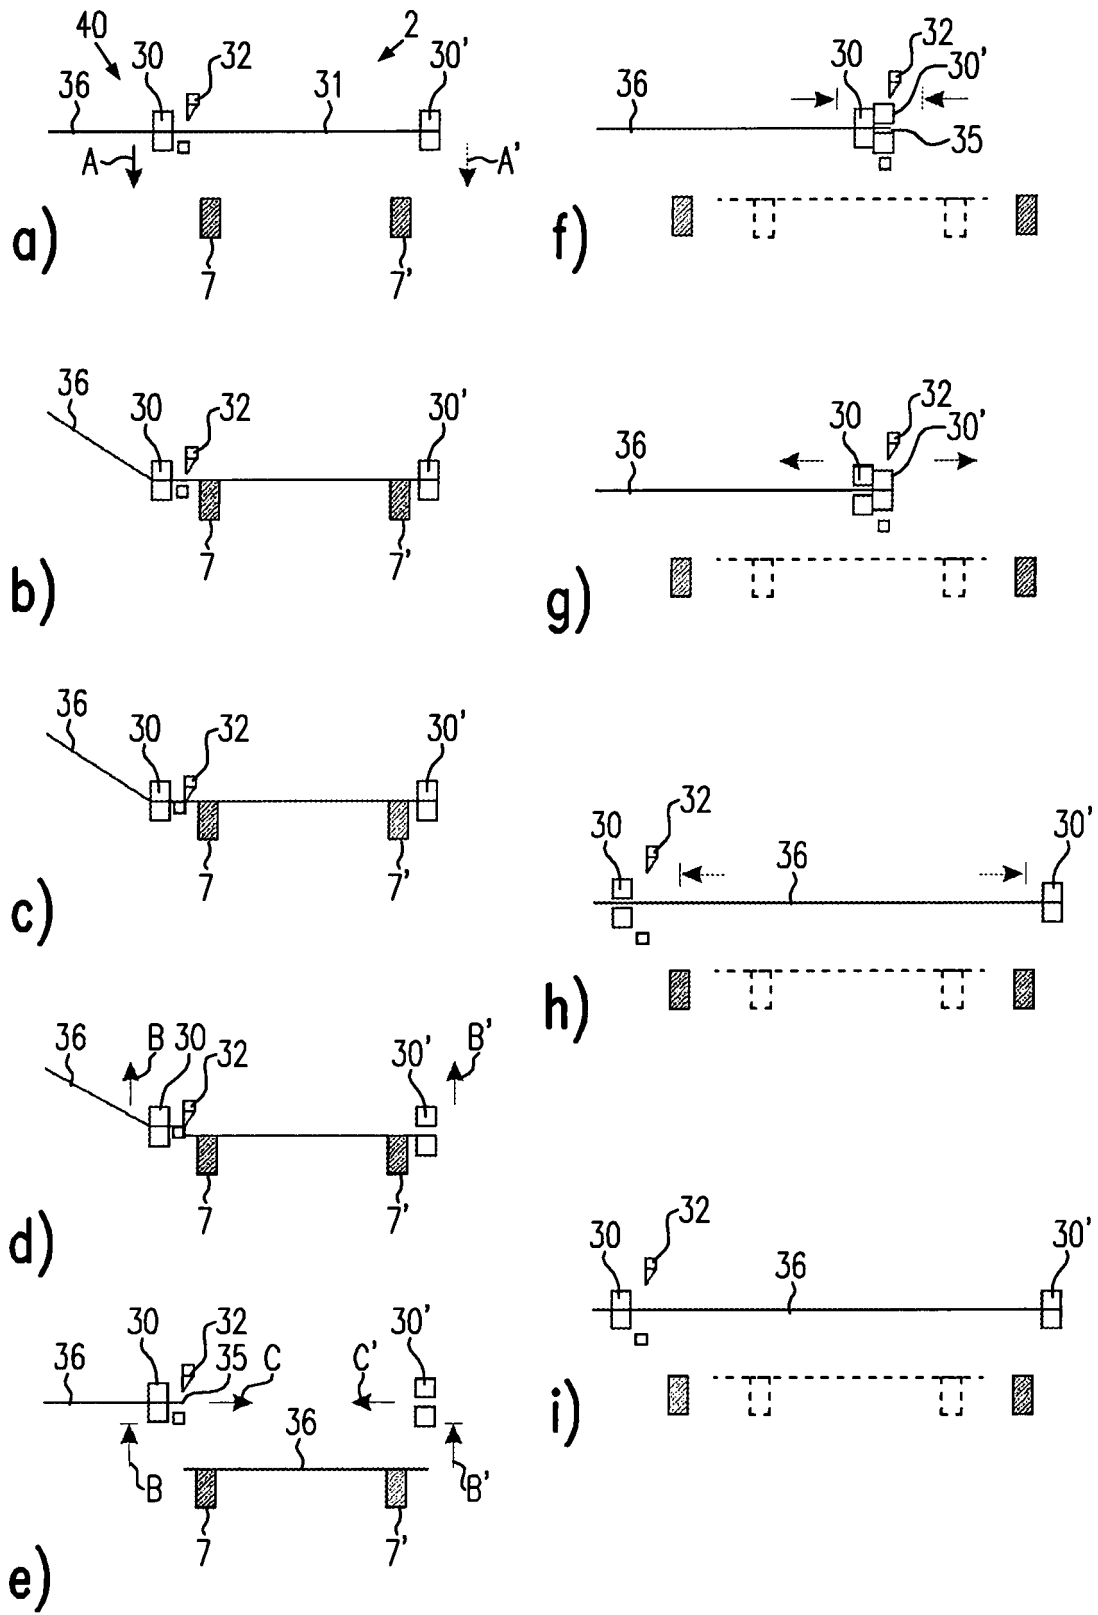 40 30 32 2 30'
36 31
A A'
7 7'
a)
36 30 32 30'
7 7'
b)
36 30 32 30'
7 7'
c)
36 B 30 32 30' B'
7 7'
d)
36 30 32 35 C C' 30'
B 36 B'
7 7'
e)
36 30 32 30'
35
f)
36 30 32 30'
g)
30 32 36 30'
h)
30 32 36 30'
i)